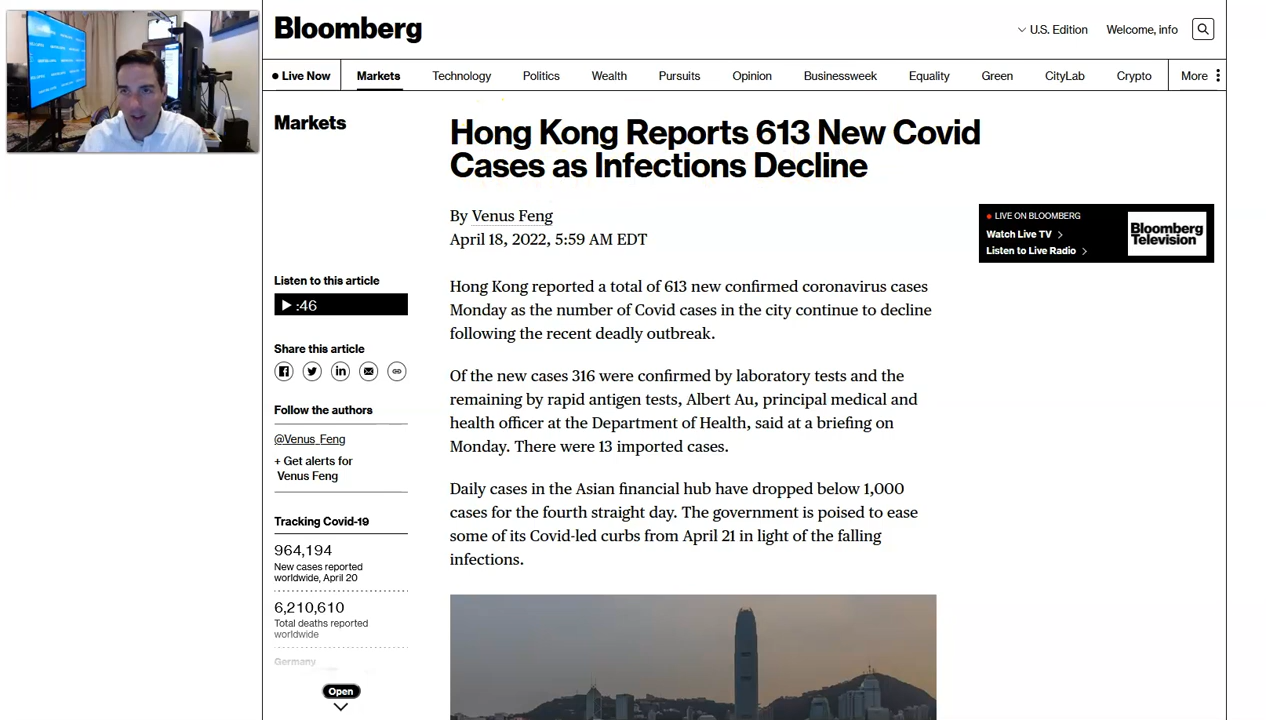 Bloomberg
U.S. Edition
Welcome, info
Live Now
Markets
Technology
Politics
Wealth
Pursuits
Opinion
Businessweek
Equality
Green
CityLab
Crypto
More
Markets
Hong Kong Reports 613 New Covid
Cases as Infections Decline
By Venus Feng
April 18, 2022, 5:59 AM EDT
LIVE ON BLOOMBERG
Watch Live TV
Listen to Live Radio
Bloomberg
Television
Listen to this article
:46
Share this article
Follow the authors
@Venus_Feng
+ Get alerts for
Venus Feng
Tracking Covid-19
964,194
New cases reported
worldwide, April 20
6,210,610
Total deaths reported
worldwide
Germany
Open
Hong Kong reported a total of 613 new confirmed coronavirus cases
Monday as the number of Covid cases in the city continue to decline
following the recent deadly outbreak.
Of the new cases 316 were confirmed by laboratory tests and the
remaining by rapid antigen tests, Albert Au, principal medical and
health officer at the Department of Health, said at a briefing on
Monday. There were 13 imported cases.
Daily cases in the Asian financial hub have dropped below 1,000
cases for the fourth straight day. The government is poised to ease
some of its Covid-led curbs from April 21 in light of the falling
infections.